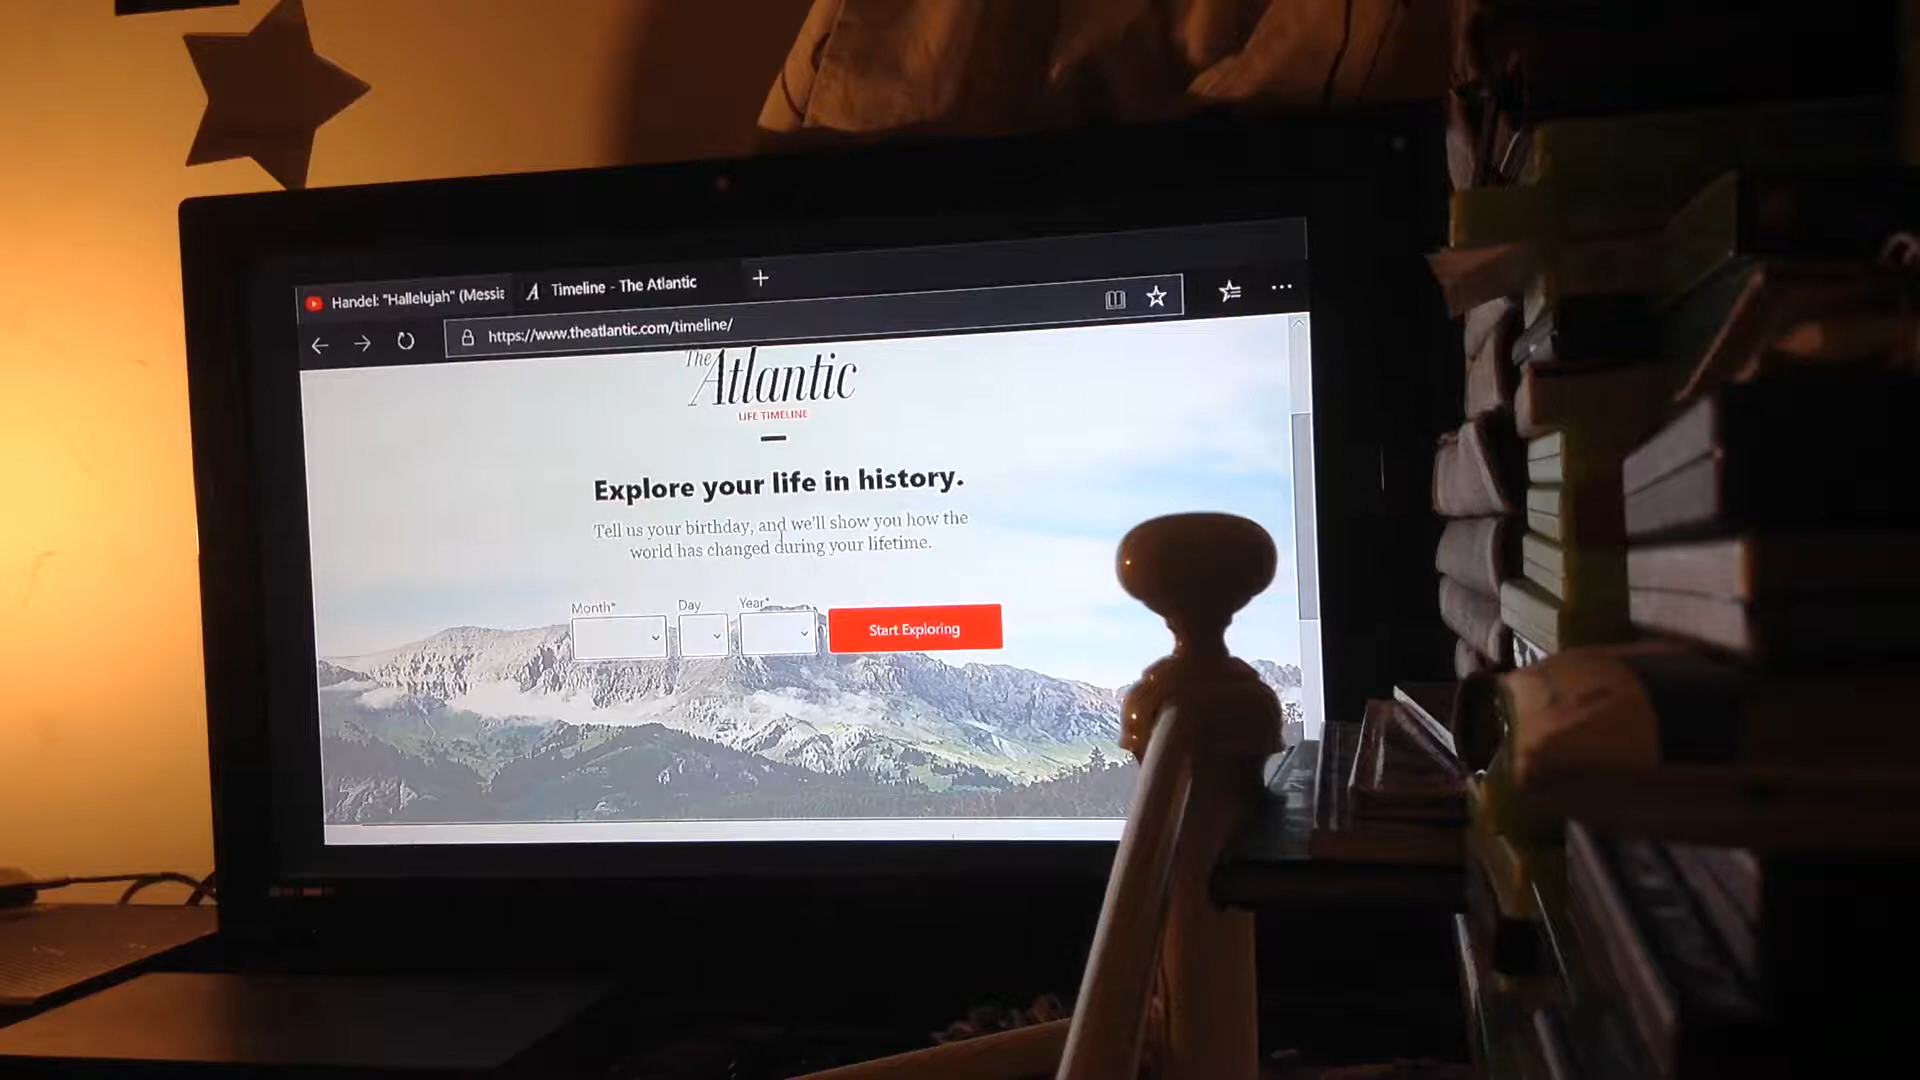 Handel: "Hallelujah" (Messi
Timeline - The Atlantic
https://www.theatlantic.com/timeline/
The Atlantic
LIFE TIMELINE
Explore your life in history.
Tell us your birthday, and we'll show you how the
world has changed during your lifetime.
Month* Day Year*
Start Exploring